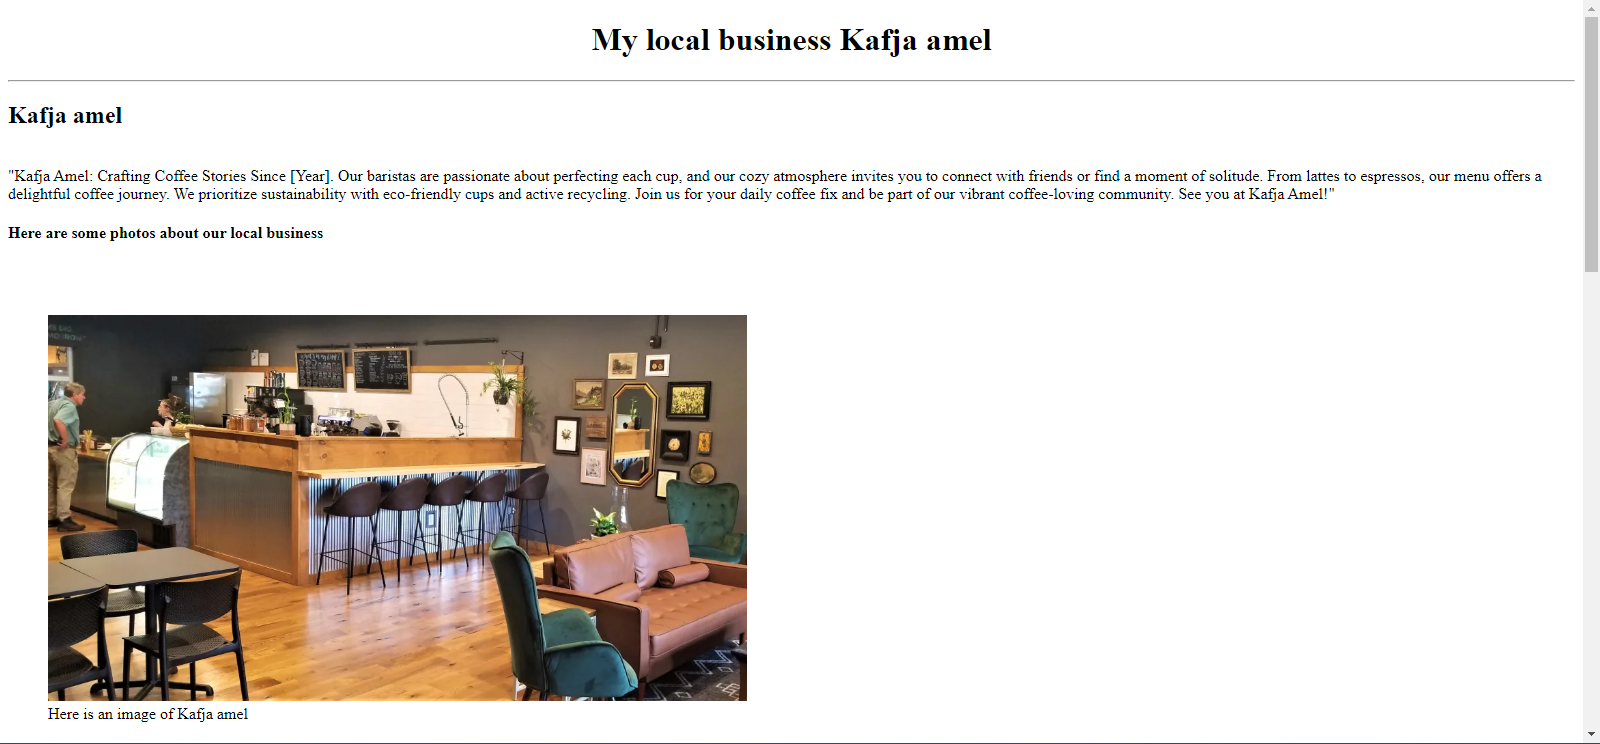 My local business Kafja amel
Kafja amel
"Kafja Amel: Crafting Coffee Stories Since [Year]. Our baristas are passionate about perfecting each cup, and our cozy atmosphere invites you to connect with friends or find a moment of solitude. From lattes to espressos, our menu offers a
delightful coffee journey. We prioritize sustainability with eco-friendly cups and active recycling. Join us for your daily coffee fix and be part of our vibrant coffee-loving community. See you at Kafja Amel!"
Here are some photos about our local business
Here is an image of Kafja amel